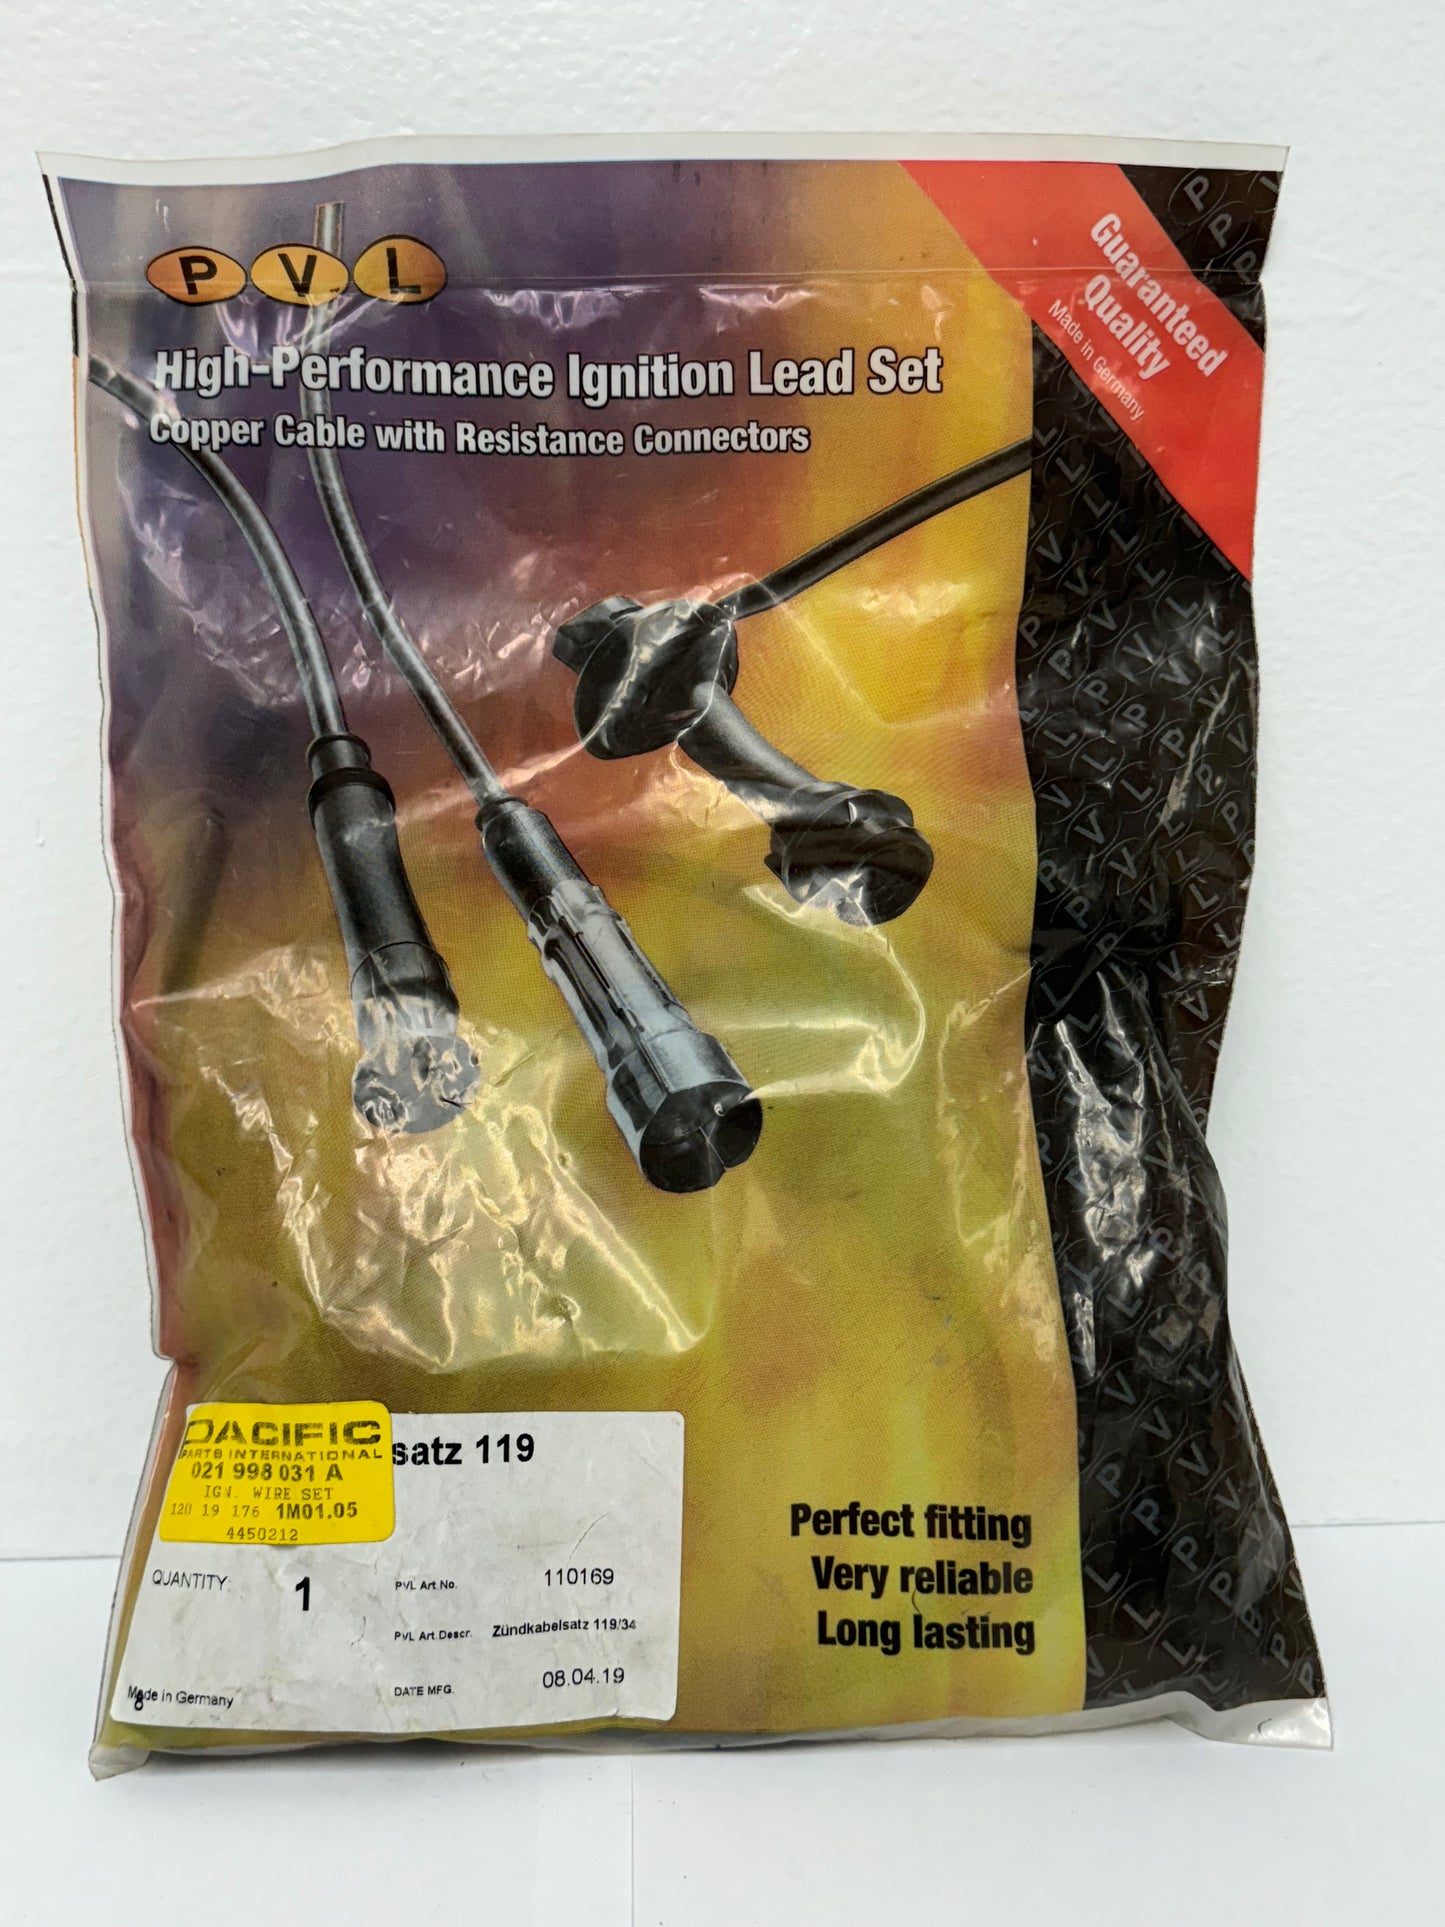 PVL
High-Performance Ignition Lead Set
Copper Cable with Resistance Connectors
Guaranteed
Quality
Made in Germany
PACIFIC
PARTS INTERNATIONAL
021 998 031 A
IGN. WIRE SET
120 19 176 1M01.05
4450212
satz 119
QUANTITY: 1
PVL Art.No. 110169
PVL Art.Descr. Zündkabelsatz 119/34
DATE MFG. 08.04.19
Made in Germany
8
Perfect fitting
Very reliable
Long lasting